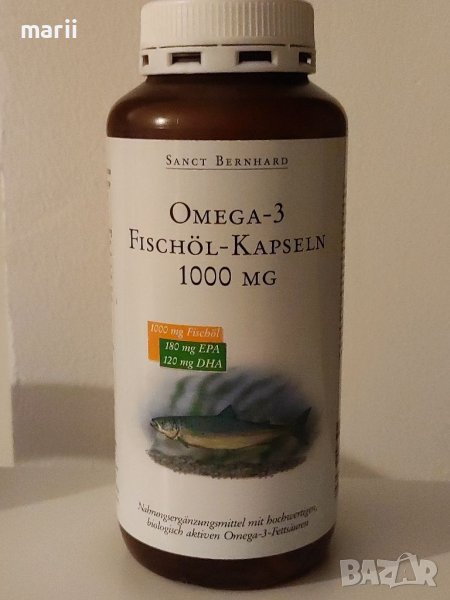 marii
SANCT BERNHARD
OMEGA-3
FISCHÖL-KAPSELN
1000 MG
1000 mg Fischöl
180 mg EPA
120 mg DHA
Nahrungsergänzungsmittel mit hochwertigen,
biologisch aktiven Omega-3-Fettsäuren
BAZAR